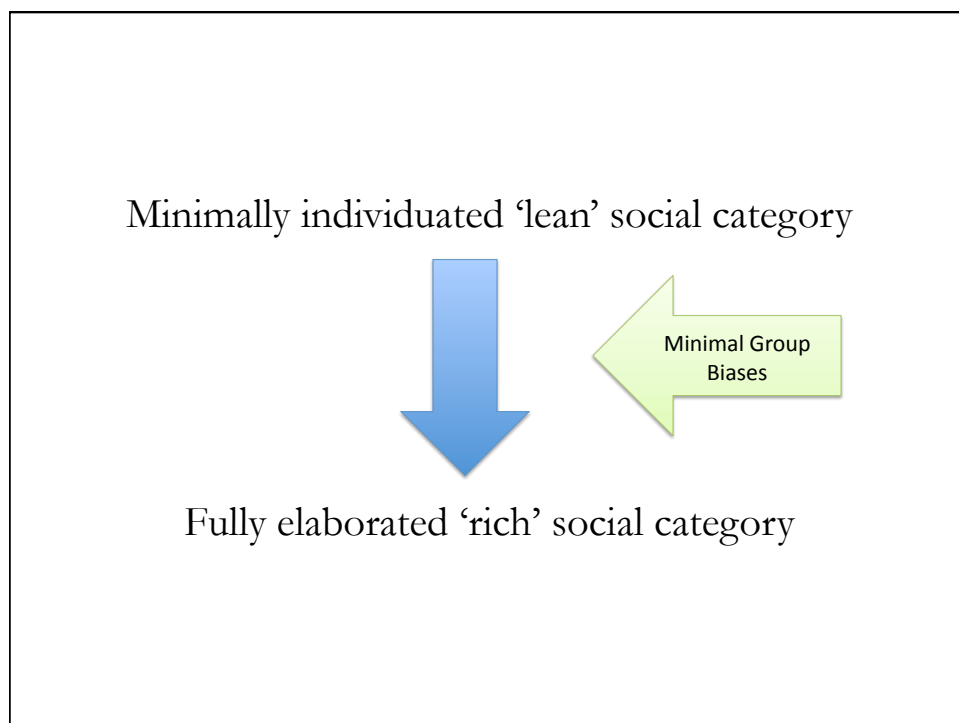 Minimally individuated ‘lean’ social category
Minimal Group
Biases
Fully elaborated ‘rich’ social category